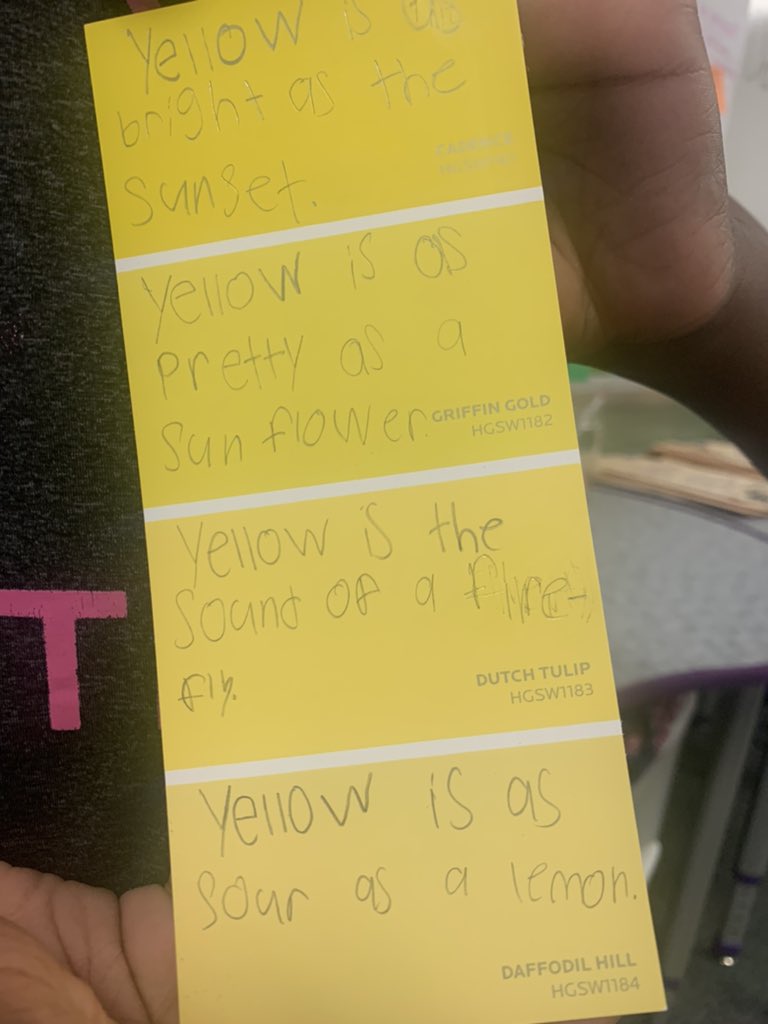 Yellow is as
bright as the
sunset.
Yellow is as
pretty as a
sun flower.
GRIFFIN GOLD
HGSW1182
Yellow is the
sound of a fire-
fly.
DUTCH TULIP
HGSW1183
Yellow is as
sour as a lemon.
DAFFODIL HILL
HGSW1184
T